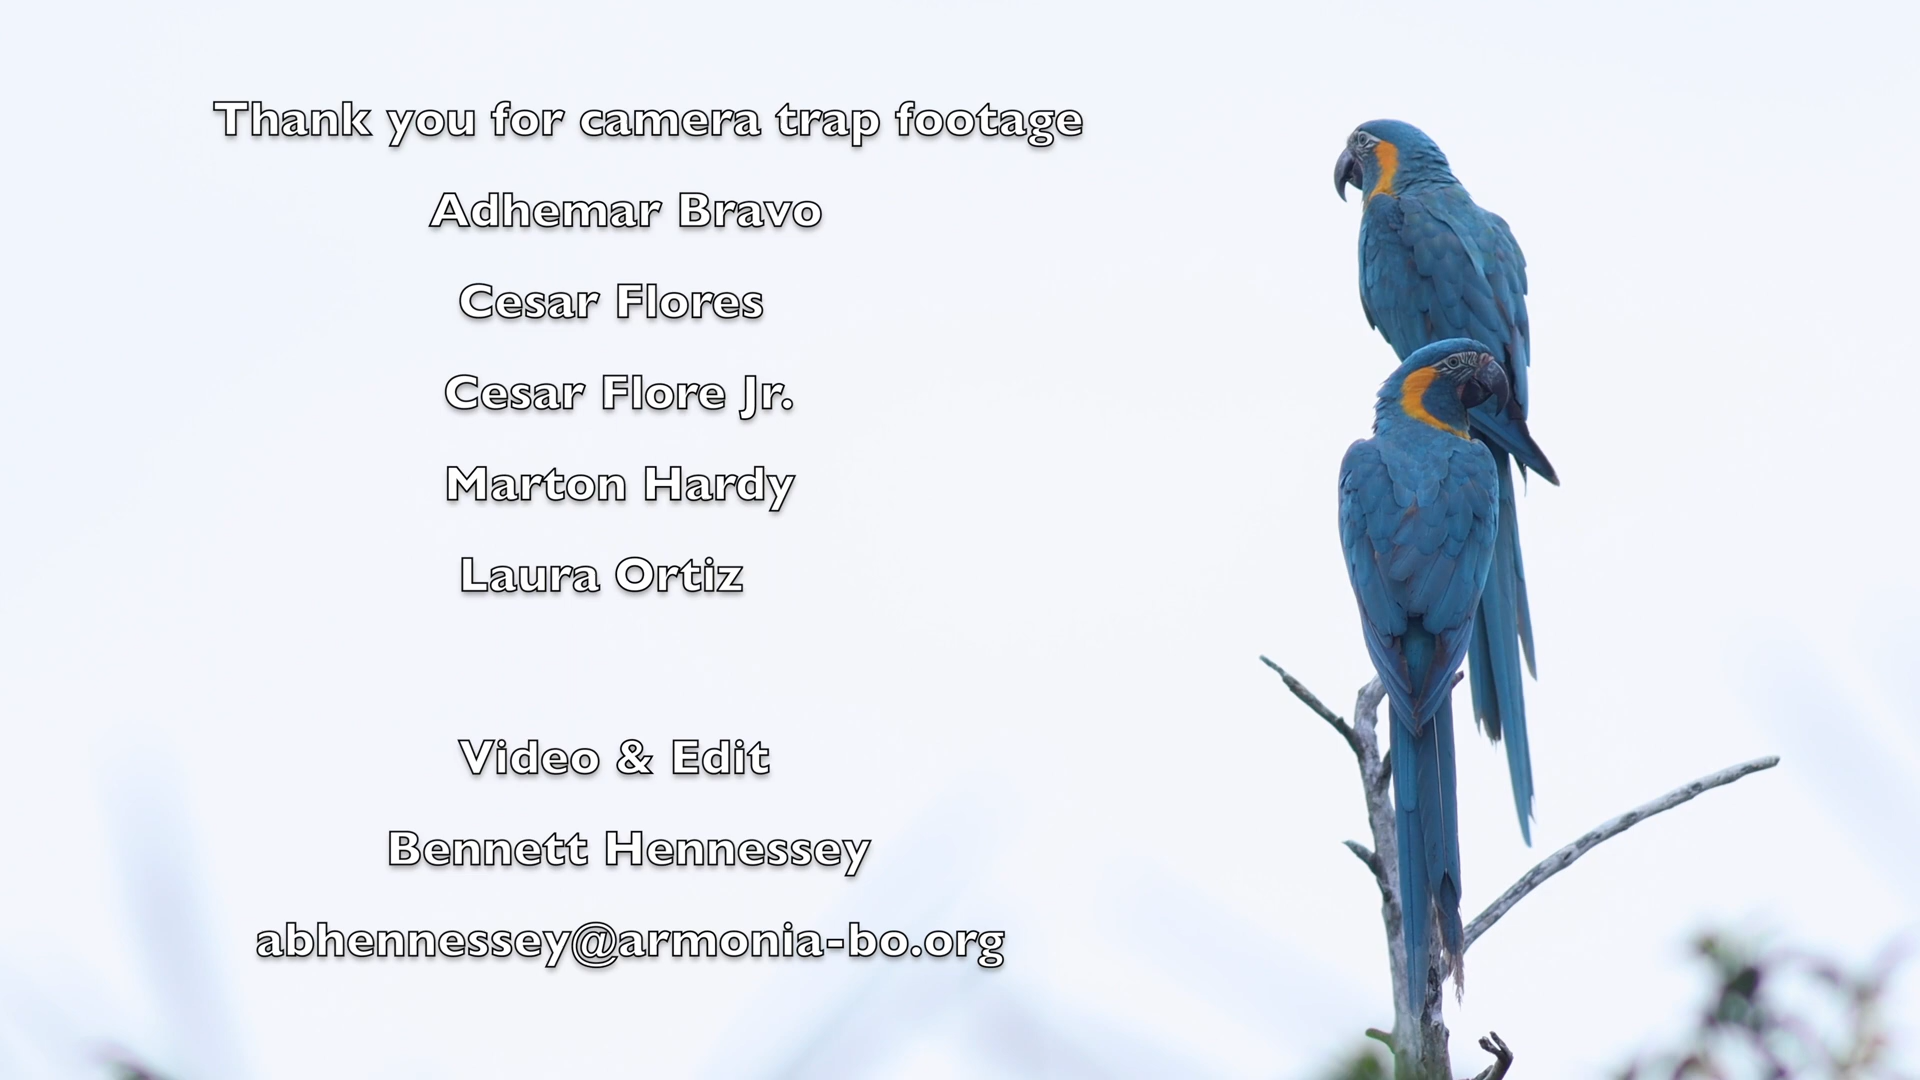 Thank you for camera trap footage
Adhemar Bravo
Cesar Flores
Cesar Flore Jr.
Marton Hardy
Laura Ortiz
Video & Edit
Bennett Hennessey
abhennessey@armonia-bo.org